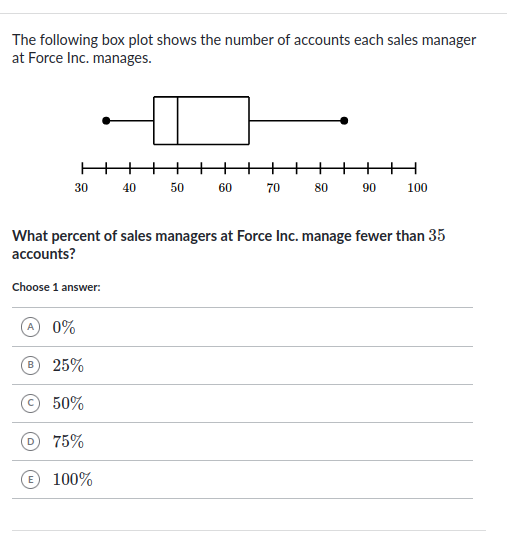 The following box plot shows the number of accounts each sales manager
at Force Inc. manages.
30 40 50 60 70 80 90 100
What percent of sales managers at Force Inc. manage fewer than 35
accounts?
Choose 1 answer:
A 0%
B 25%
C 50%
D 75%
E 100%